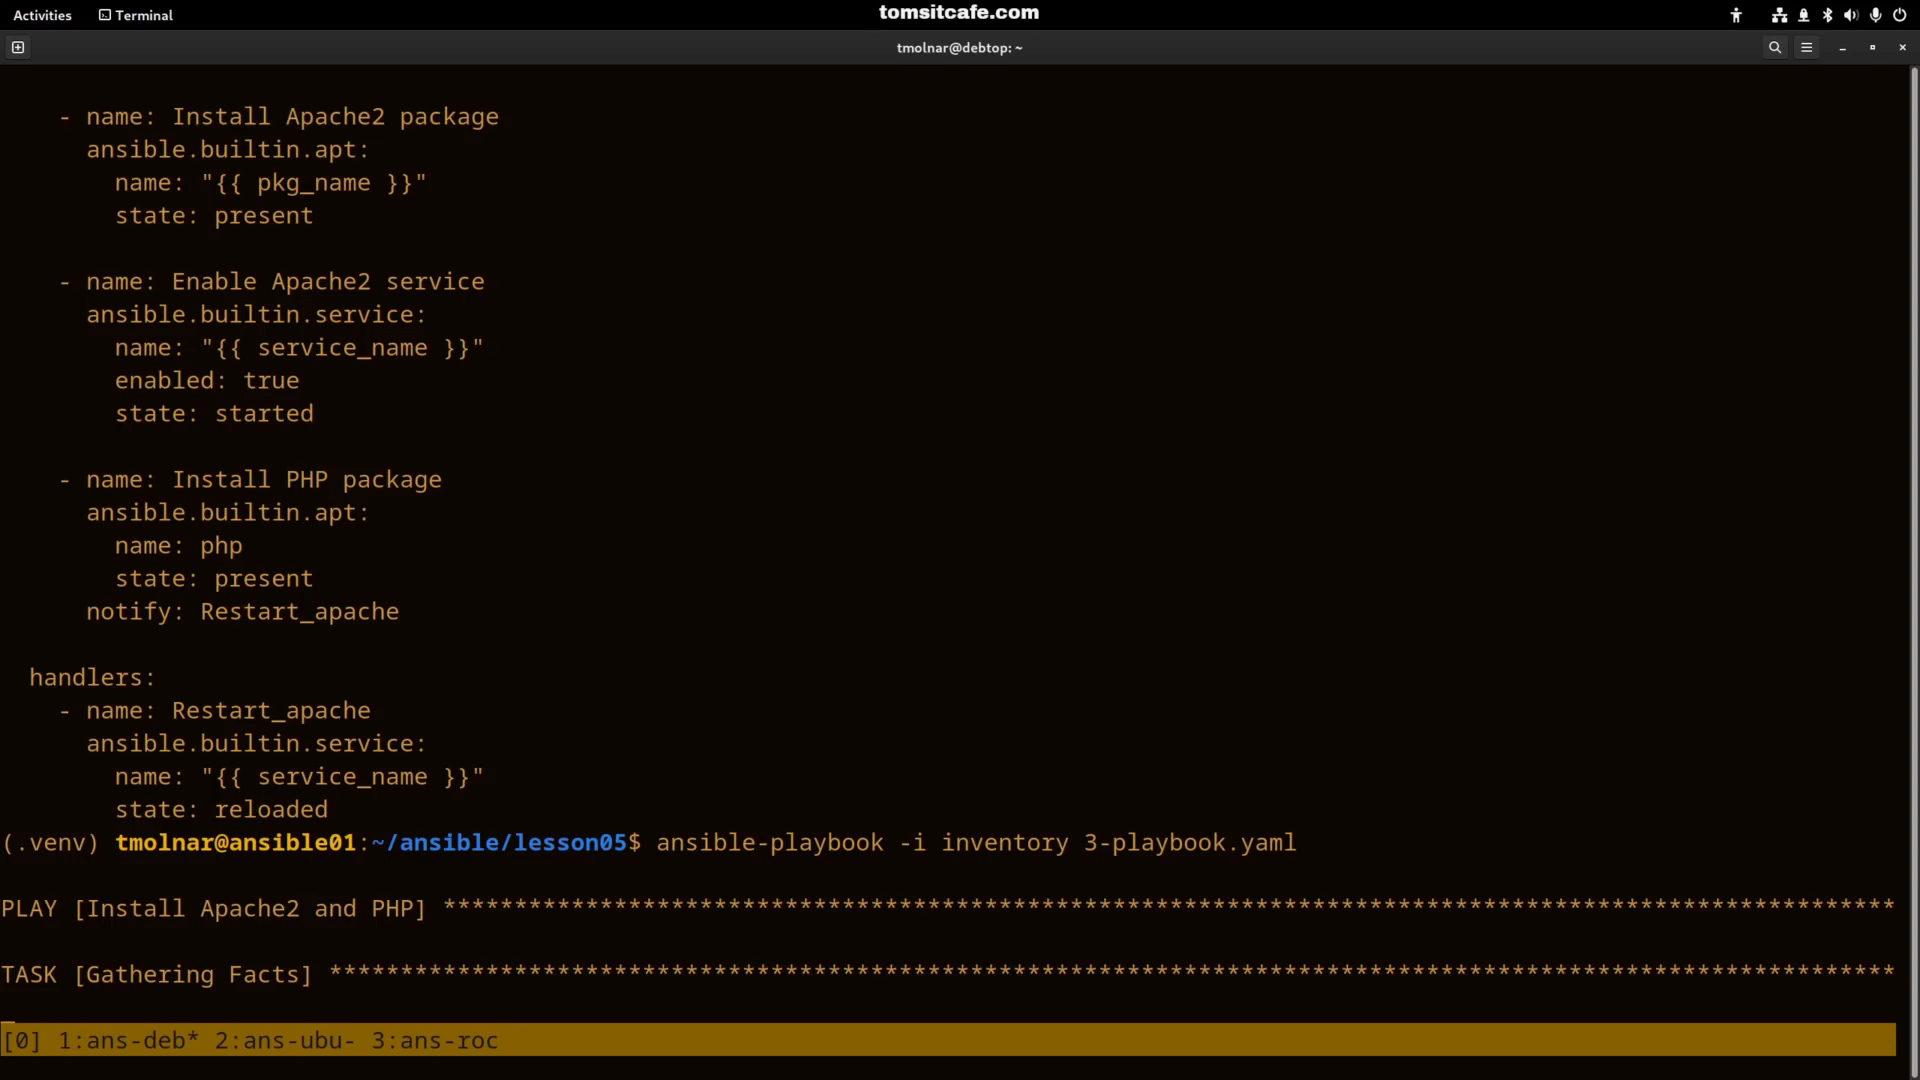 Activities Terminal tomsitcafe.com
tmolnar@debtop: ~
- name: Install Apache2 package
ansible.builtin.apt:
name: "{{ pkg_name }}"
state: present
- name: Enable Apache2 service
ansible.builtin.service:
name: "{{ service_name }}"
enabled: true
state: started
- name: Install PHP package
ansible.builtin.apt:
name: php
state: present
notify: Restart_apache
handlers:
- name: Restart_apache
ansible.builtin.service:
name: "{{ service_name }}"
state: reloaded
(.venv) tmolnar@ansible01:~/ansible/lesson05$ ansible-playbook -i inventory 3-playbook.yaml
PLAY [Install Apache2 and PHP] ******************************************************************************************************
TASK [Gathering Facts] **************************************************************************************************************
[0] 1:ans-deb* 2:ans-ubu- 3:ans-roc